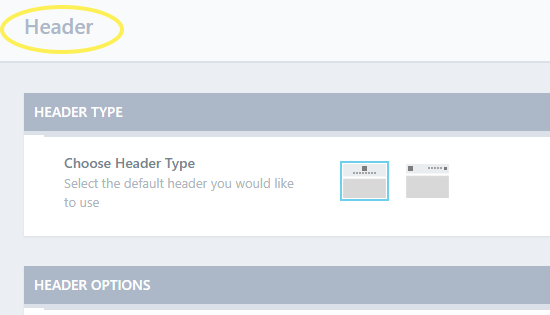 Header
HEADER TYPE
Choose Header Type
Select the default header you would like
to use
HEADER OPTIONS